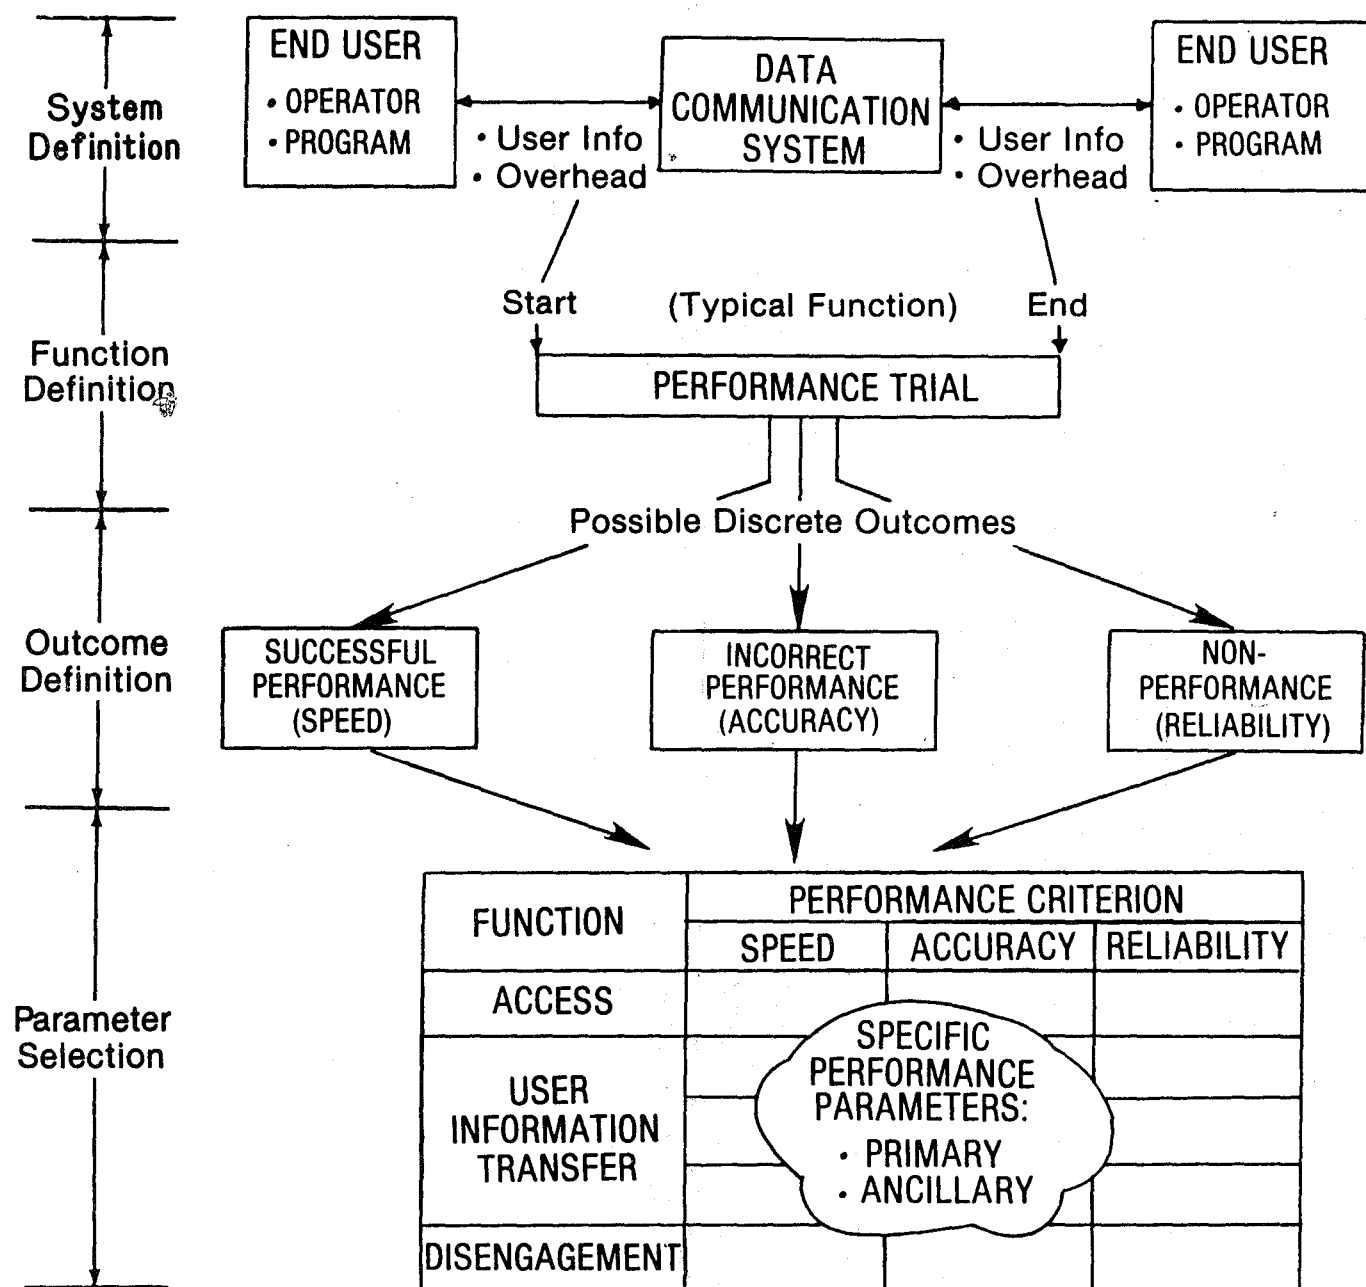 System
Definition
END USER
• OPERATOR
• PROGRAM
• User Info
• Overhead
DATA
COMMUNICATION
SYSTEM
• User Info
• Overhead
END USER
• OPERATOR
• PROGRAM
Function
Definition
Start
(Typical Function)
End
PERFORMANCE TRIAL
Possible Discrete Outcomes
Outcome
Definition
SUCCESSFUL
PERFORMANCE
(SPEED)
INCORRECT
PERFORMANCE
(ACCURACY)
NON-
PERFORMANCE
(RELIABILITY)
Parameter
Selection
FUNCTION
PERFORMANCE CRITERION
SPEED
ACCURACY
RELIABILITY
ACCESS
USER
INFORMATION
TRANSFER
DISENGAGEMENT
SPECIFIC
PERFORMANCE
PARAMETERS:
• PRIMARY
• ANCILLARY